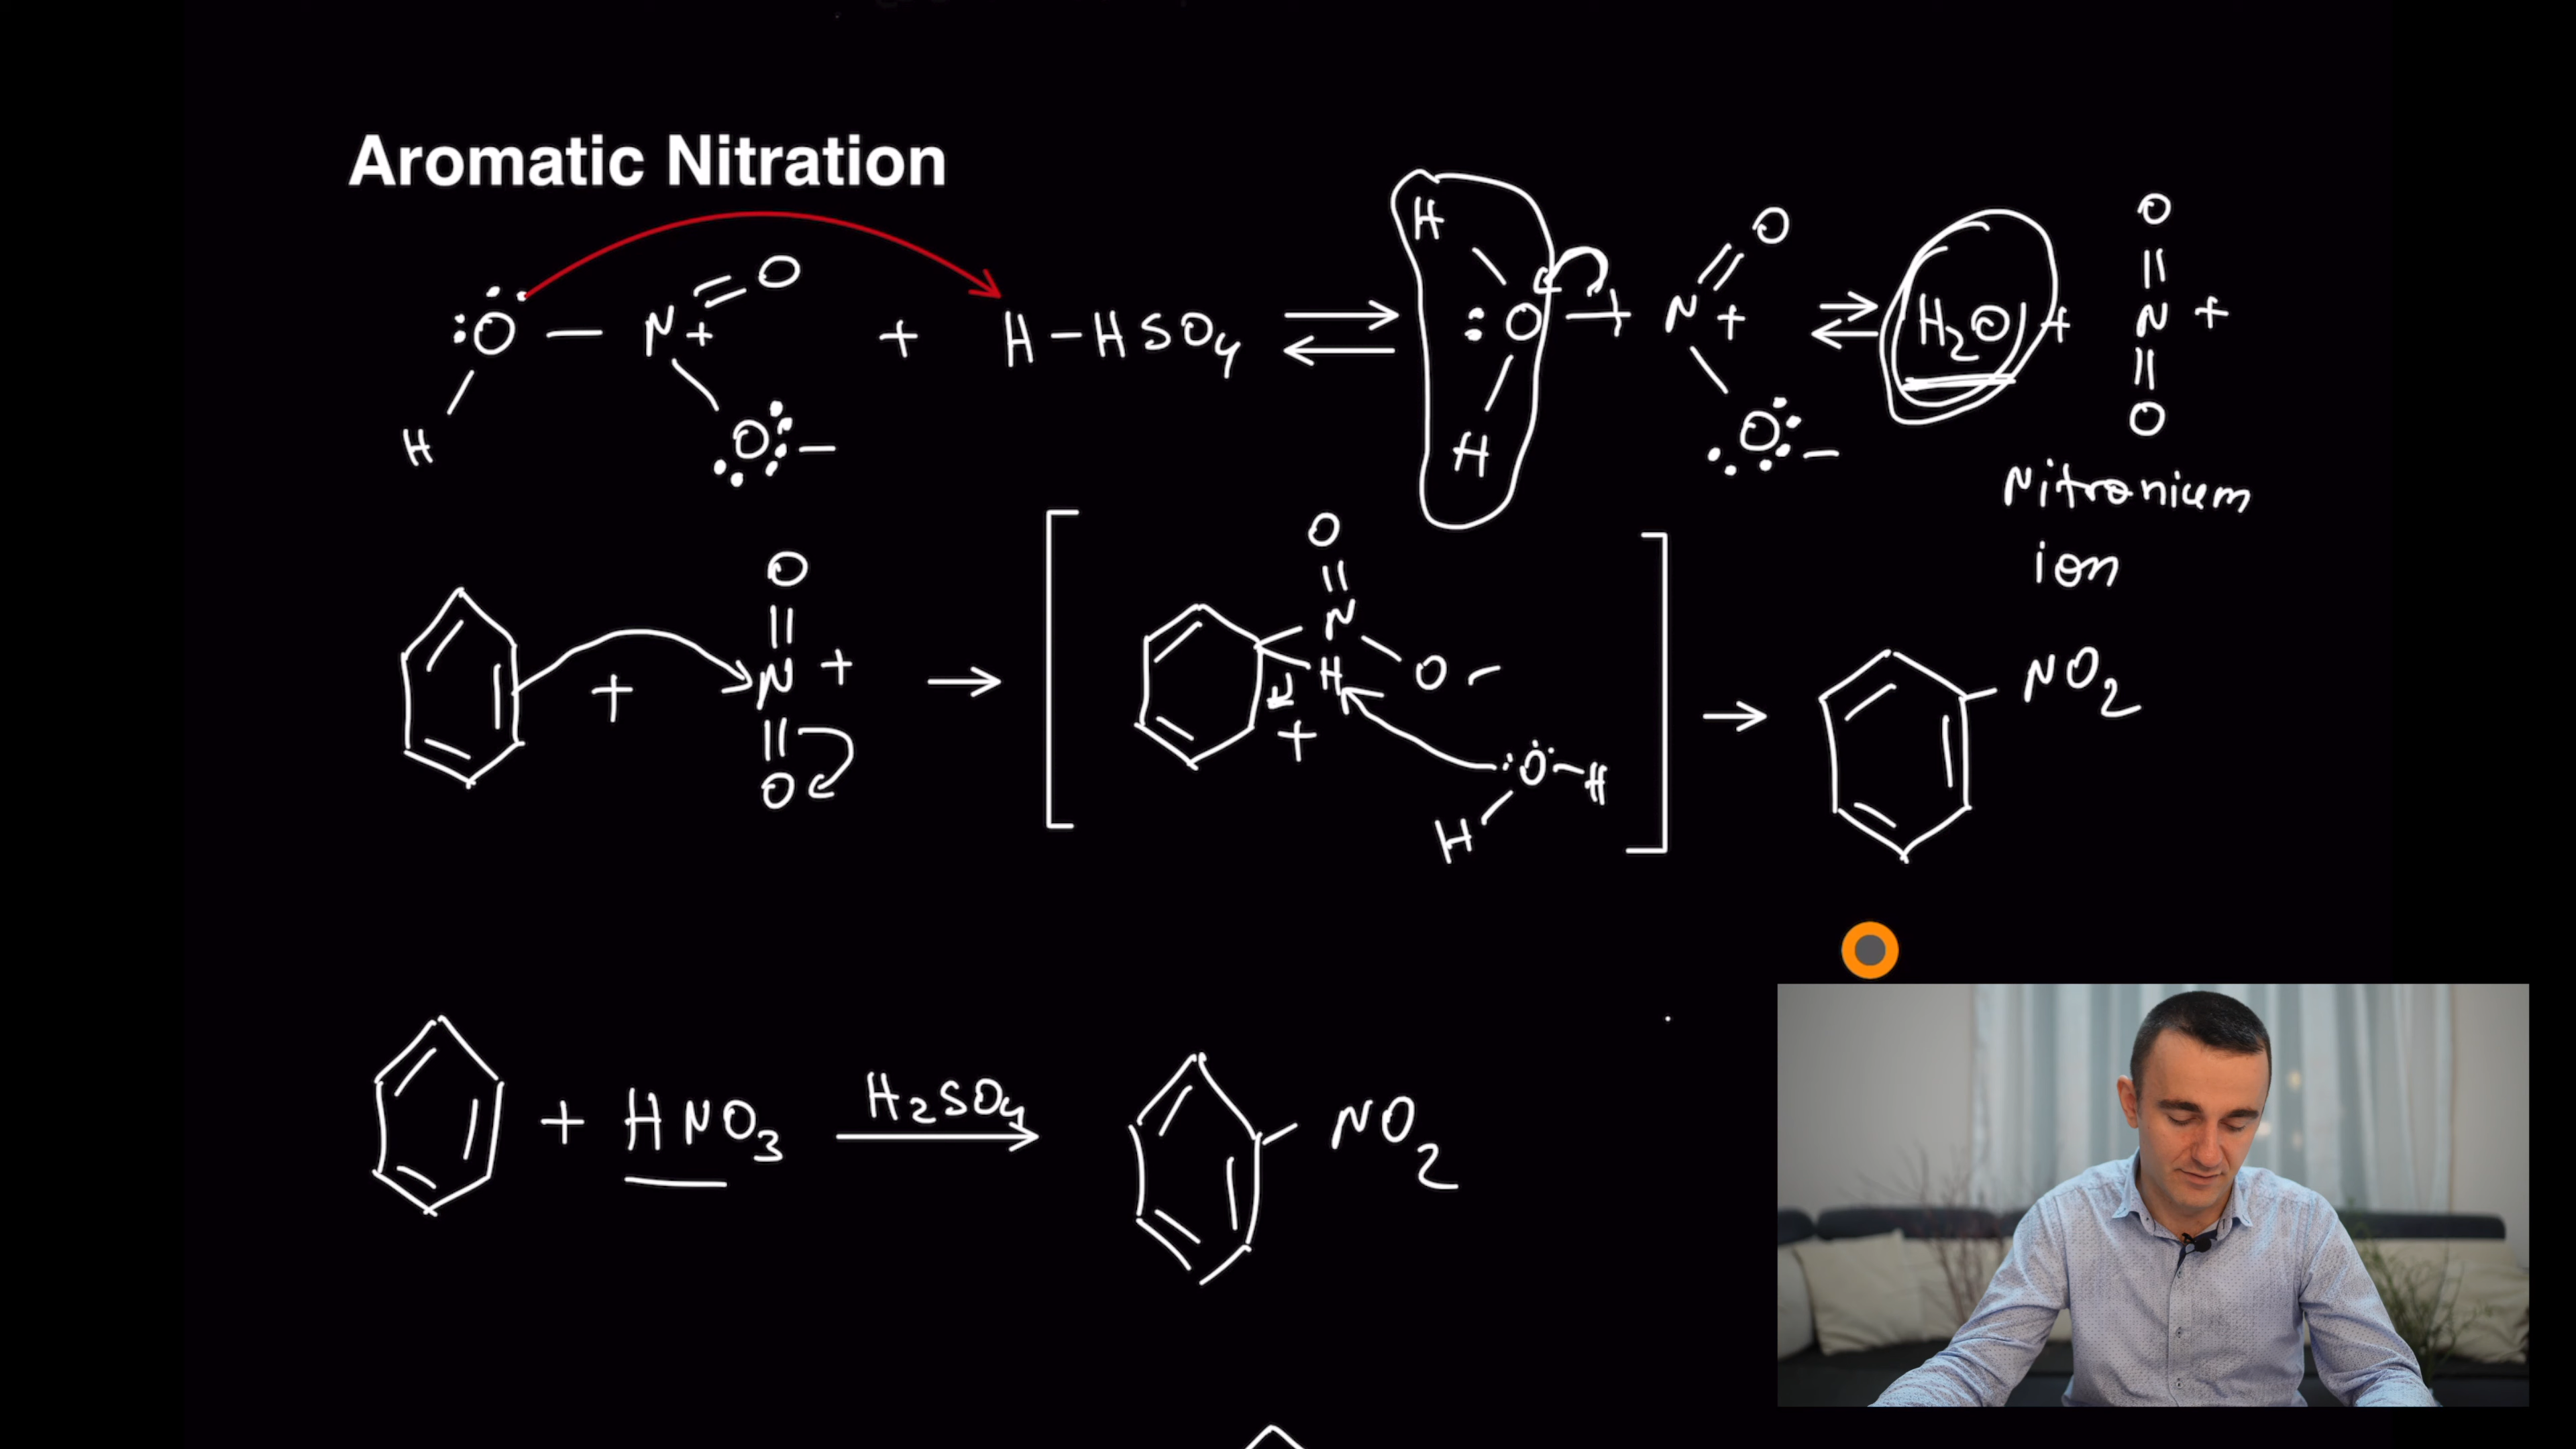 Aromatic Nitration
:O — N+ = O + H-HSO4 ⇌ H O: H + N+ O O: − ⇌ H2O + O = N+ = O
H
O: −
Nitronium
ion
+ O = N+ = O → [ O = N H O − + :O-H H ] → NO2
+ HNO3 H2SO4 → NO2